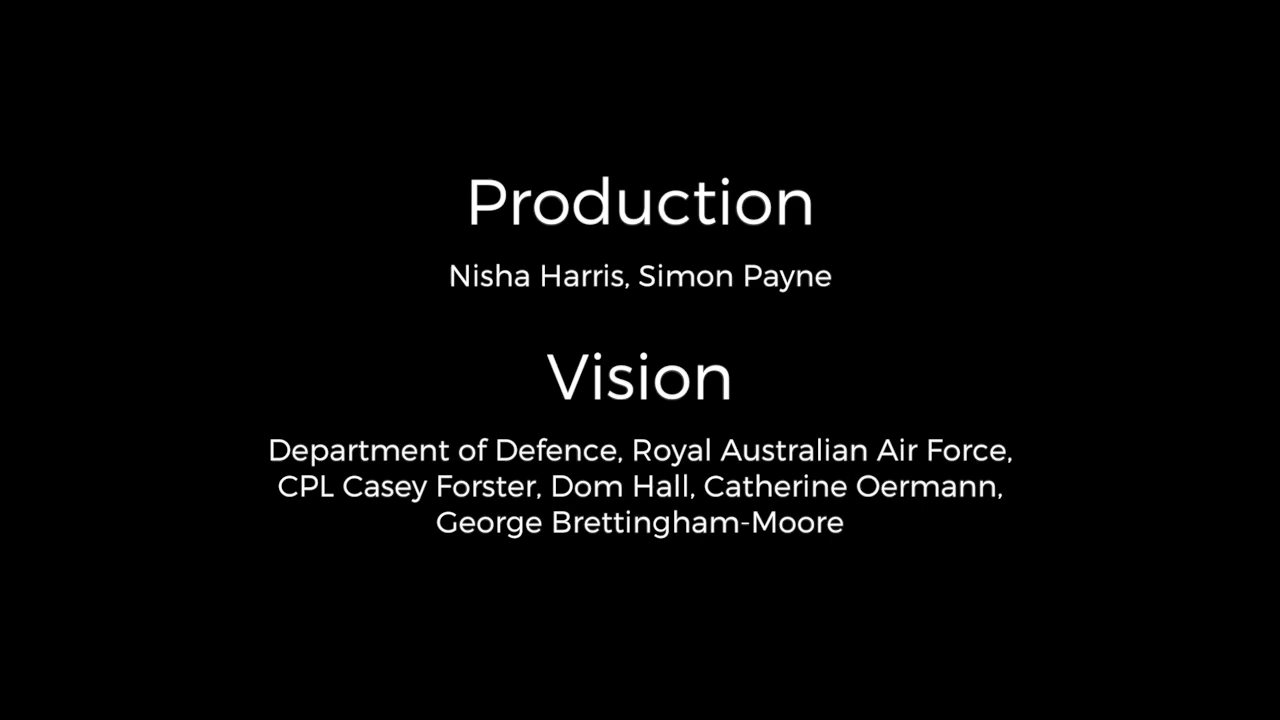 Production
Nisha Harris, Simon Payne
Vision
Department of Defence, Royal Australian Air Force,
CPL Casey Forster, Dom Hall, Catherine Oermann,
George Brettingham-Moore